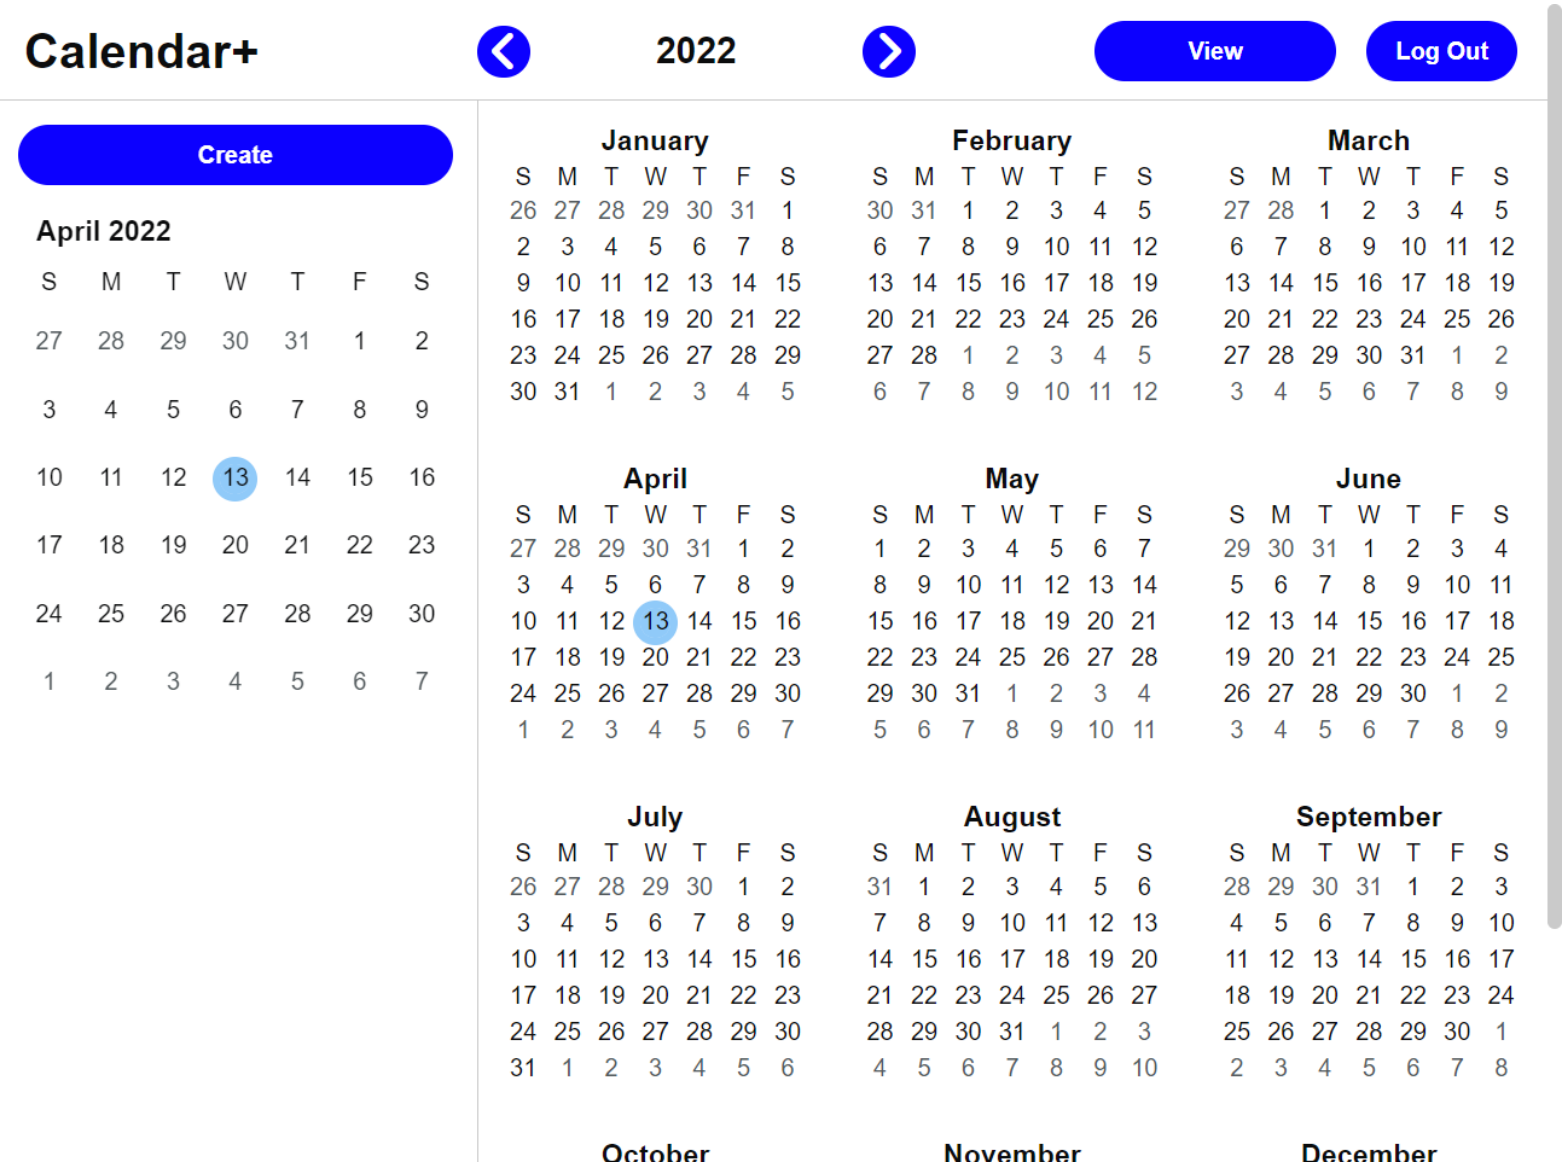 Calendar+
2022
View
Log Out
Create
April 2022
S M T W T F S
27 28 29 30 31 1 2
3 4 5 6 7 8 9
10 11 12 13 14 15 16
17 18 19 20 21 22 23
24 25 26 27 28 29 30
1 2 3 4 5 6 7
January
S M T W T F S
26 27 28 29 30 31 1
2 3 4 5 6 7 8
9 10 11 12 13 14 15
16 17 18 19 20 21 22
23 24 25 26 27 28 29
30 31 1 2 3 4 5
February
S M T W T F S
30 31 1 2 3 4 5
6 7 8 9 10 11 12
13 14 15 16 17 18 19
20 21 22 23 24 25 26
27 28 1 2 3 4 5
6 7 8 9 10 11 12
March
S M T W T F S
27 28 1 2 3 4 5
6 7 8 9 10 11 12
13 14 15 16 17 18 19
20 21 22 23 24 25 26
27 28 29 30 31 1 2
3 4 5 6 7 8 9
April
S M T W T F S
27 28 29 30 31 1 2
3 4 5 6 7 8 9
10 11 12 13 14 15 16
17 18 19 20 21 22 23
24 25 26 27 28 29 30
1 2 3 4 5 6 7
May
S M T W T F S
1 2 3 4 5 6 7
8 9 10 11 12 13 14
15 16 17 18 19 20 21
22 23 24 25 26 27 28
29 30 31 1 2 3 4
5 6 7 8 9 10 11
June
S M T W T F S
29 30 31 1 2 3 4
5 6 7 8 9 10 11
12 13 14 15 16 17 18
19 20 21 22 23 24 25
26 27 28 29 30 1 2
3 4 5 6 7 8 9
July
S M T W T F S
26 27 28 29 30 1 2
3 4 5 6 7 8 9
10 11 12 13 14 15 16
17 18 19 20 21 22 23
24 25 26 27 28 29 30
31 1 2 3 4 5 6
August
S M T W T F S
31 1 2 3 4 5 6
7 8 9 10 11 12 13
14 15 16 17 18 19 20
21 22 23 24 25 26 27
28 29 30 31 1 2 3
4 5 6 7 8 9 10
September
S M T W T F S
28 29 30 31 1 2 3
4 5 6 7 8 9 10
11 12 13 14 15 16 17
18 19 20 21 22 23 24
25 26 27 28 29 30 1
2 3 4 5 6 7 8
October
November
December